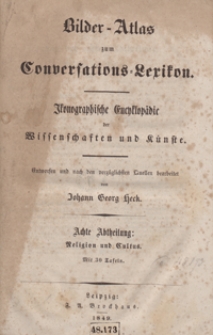 Bilder-Atlas
zum
Conversations-Lexikon.
Ikonographische Encyklopädie
der
Wissenschaften und Künste.
Entworfen und nach den vorzüglichsten Quellen bearbeitet
von
Johann Georg Heck.
Achte Abtheilung:
Religion und Cultus.
Mit 30 Tafeln.
Leipzig:
F. A. Brockhaus.
48.173